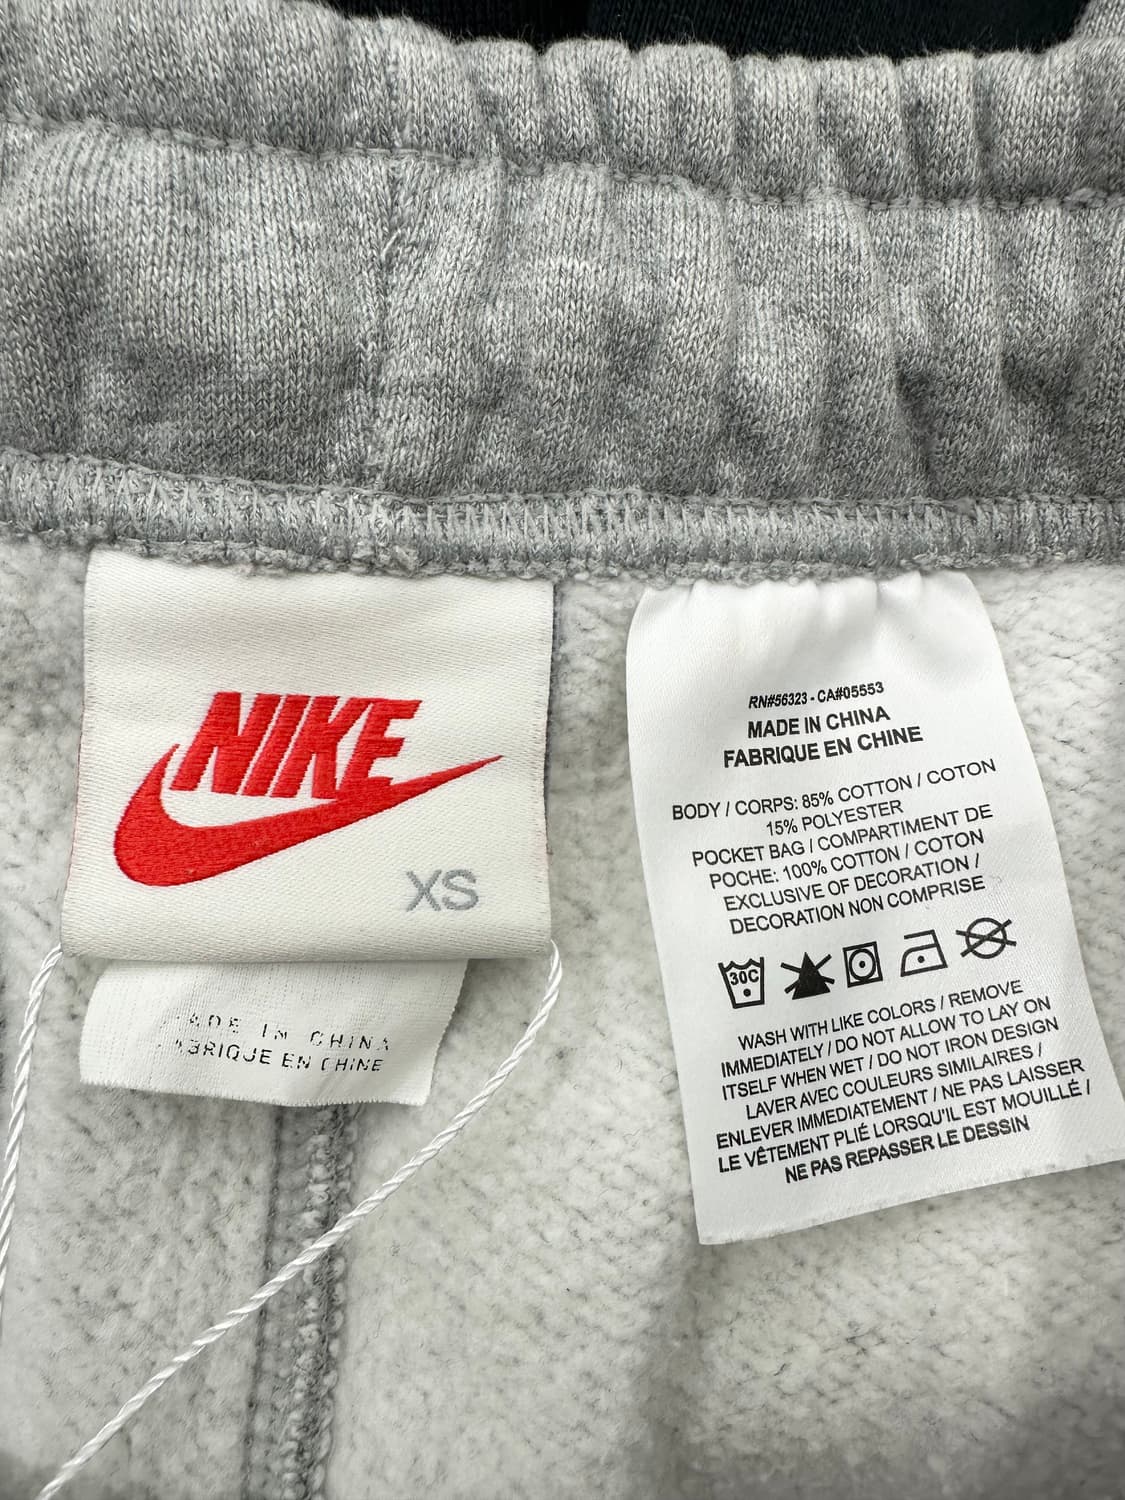 NIKE
XS
MADE IN CHINA
FABRIQUE EN CHINE
RN#56323 - CA#05553
MADE IN CHINA
FABRIQUE EN CHINE
BODY / CORPS: 85% COTTON / COTON
15% POLYESTER
POCKET BAG / COMPARTIMENT DE
POCHE: 100% COTTON / COTON
EXCLUSIVE OF DECORATION /
DECORATION NON COMPRISE
30C
WASH WITH LIKE COLORS / REMOVE
IMMEDIATELY / DO NOT ALLOW TO LAY ON
ITSELF WHEN WET / DO NOT IRON DESIGN
LAVER AVEC COULEURS SIMILAIRES /
ENLEVER IMMEDIATEMENT / NE PAS LAISSER
LE VÊTEMENT PLIÉ LORSQU'IL EST MOUILLÉ /
NE PAS REPASSER LE DESSIN